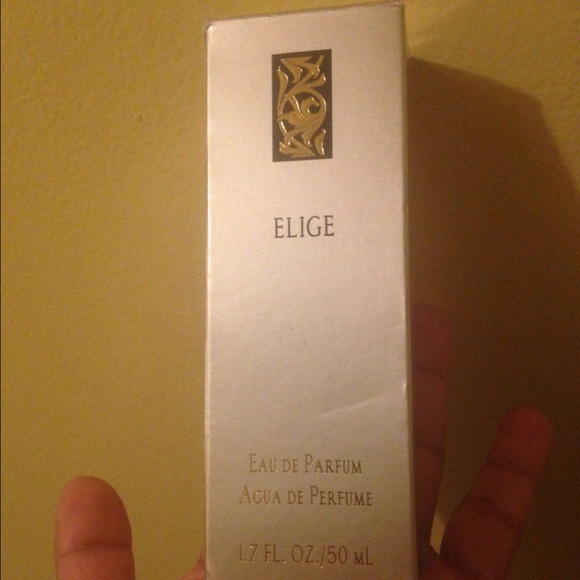 ELIGE
EAU DE PARFUM
AGUA DE PERFUME
1.7 FL. OZ./50 mL